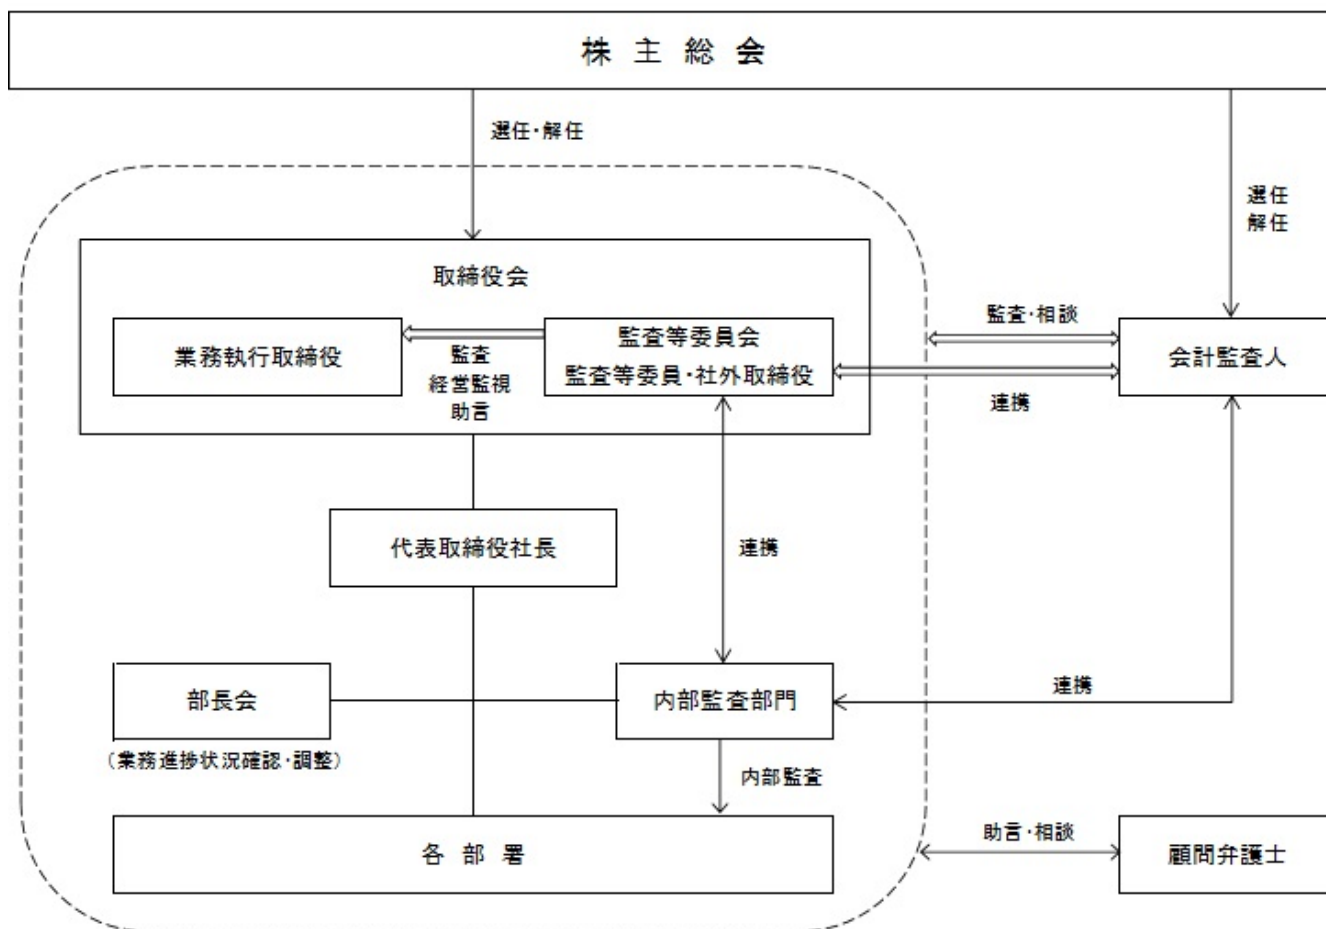 株 主 総 会
選任・解任
選任
解任
取締役会
業務執行取締役
監査
経営監視
助言
監査等委員会
監査等委員・社外取締役
監査・相談
会計監査人
連携
代表取締役社長
連携
部長会
(業務進捗状況確認・調整)
内部監査部門
連携
内部監査
各 部 署
助言・相談
顧問弁護士